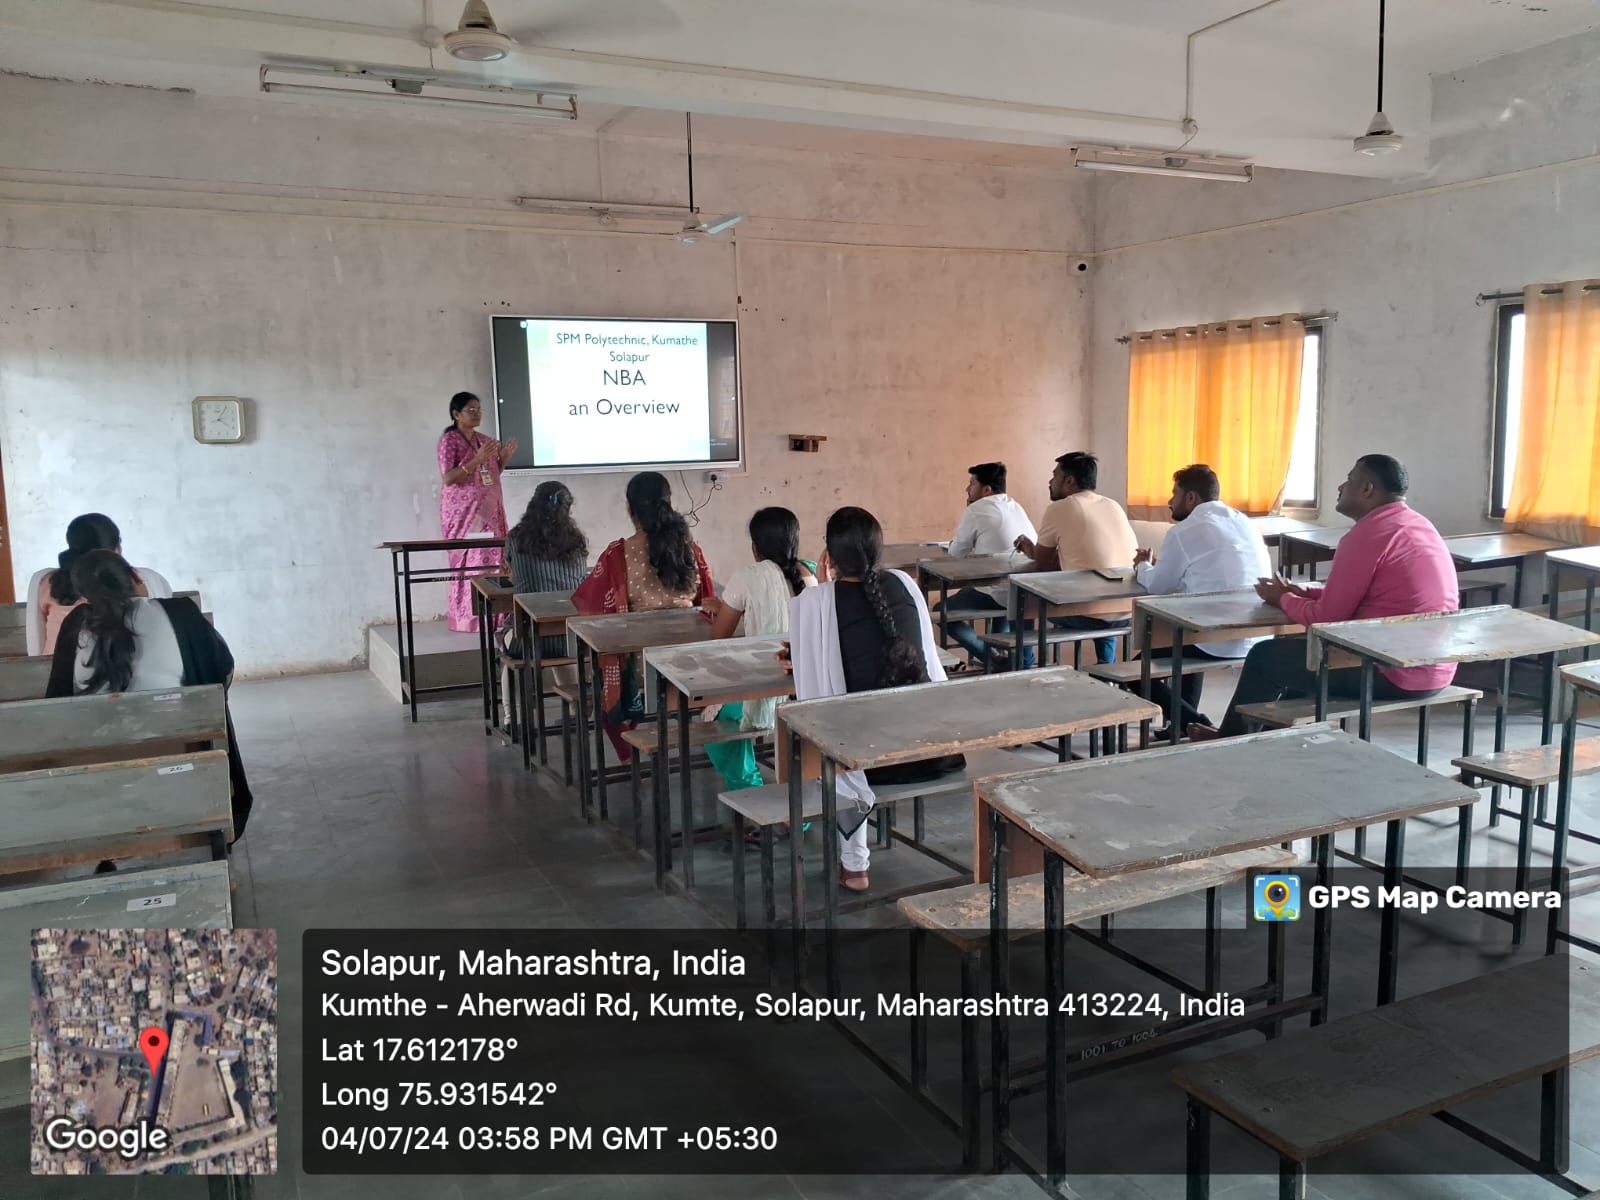 SPM Polytechnic, Kumathe
Solapur
NBA
an Overview
26
25
GPS Map Camera
Google
Solapur, Maharashtra, India
Kumthe - Aherwadi Rd, Kumte, Solapur, Maharashtra 413224, India
Lat 17.612178°
Long 75.931542°
04/07/24 03:58 PM GMT +05:30